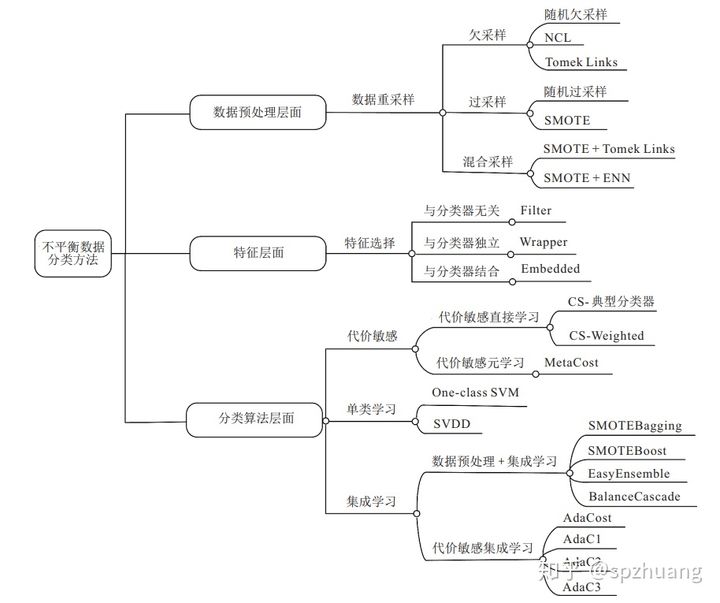 不平衡数据
分类方法
数据预处理层面
数据重采样
欠采样
随机欠采样
NCL
Tomek Links
过采样
随机过采样
SMOTE
混合采样
SMOTE+Tomek Links
SMOTE+ENN
特征层面
特征选择
与分类器无关
Filter
与分类器独立
Wrapper
与分类器结合
Embedded
分类算法层面
代价敏感
代价敏感直接学习
CS-典型分类器
CS-Weighted
代价敏感元学习
MetaCost
单类学习
One-class SVM
SVDD
集成学习
数据预处理+集成学习
SMOTEBagging
SMOTEBoost
EasyEnsemble
BalanceCascade
代价敏感集成学习
AdaCost
AdaC1
AdaC2
AdaC3
知乎 @spzhuang